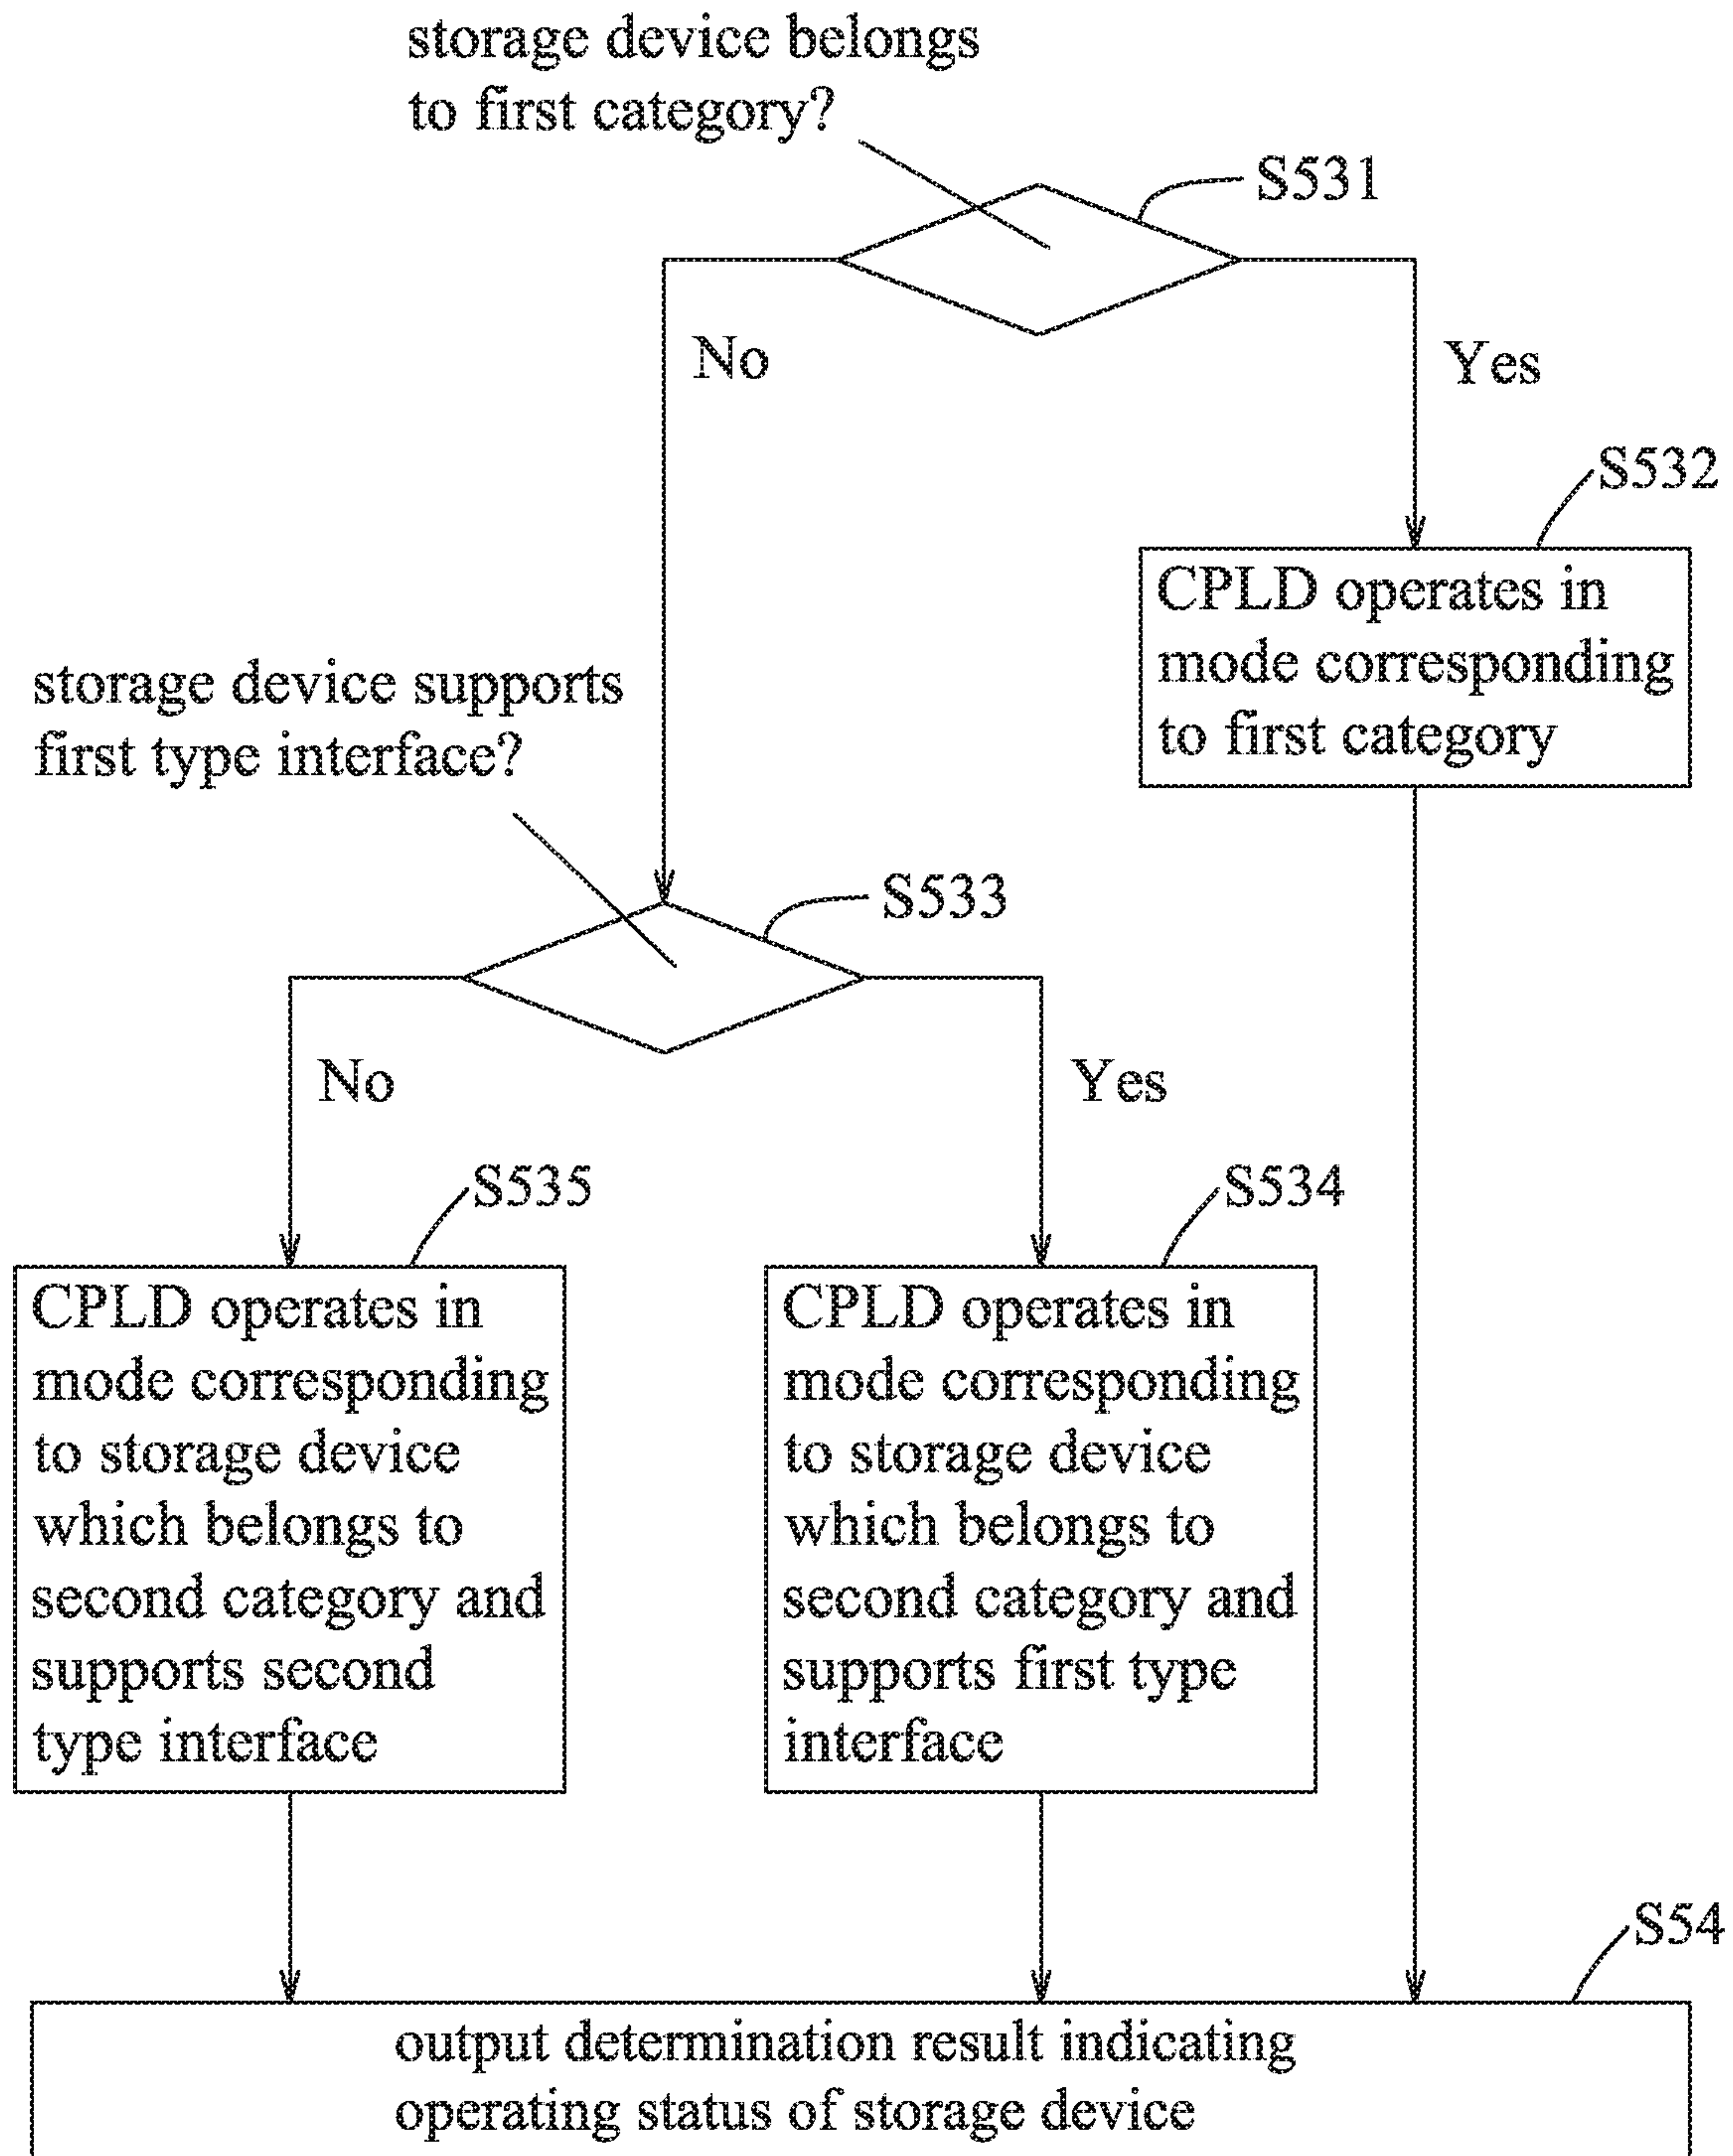 storage device belongs
to first category?
S531
No
Yes
S532
CPLD operates in
mode corresponding
to first category
storage device supports
first type interface?
S533
No
Yes
S535
S534
CPLD operates in
mode corresponding
to storage device
which belongs to
second category and
supports second
type interface
CPLD operates in
mode corresponding
to storage device
which belongs to
second category and
supports first type
interface
S54
output determination result indicating
operating status of storage device